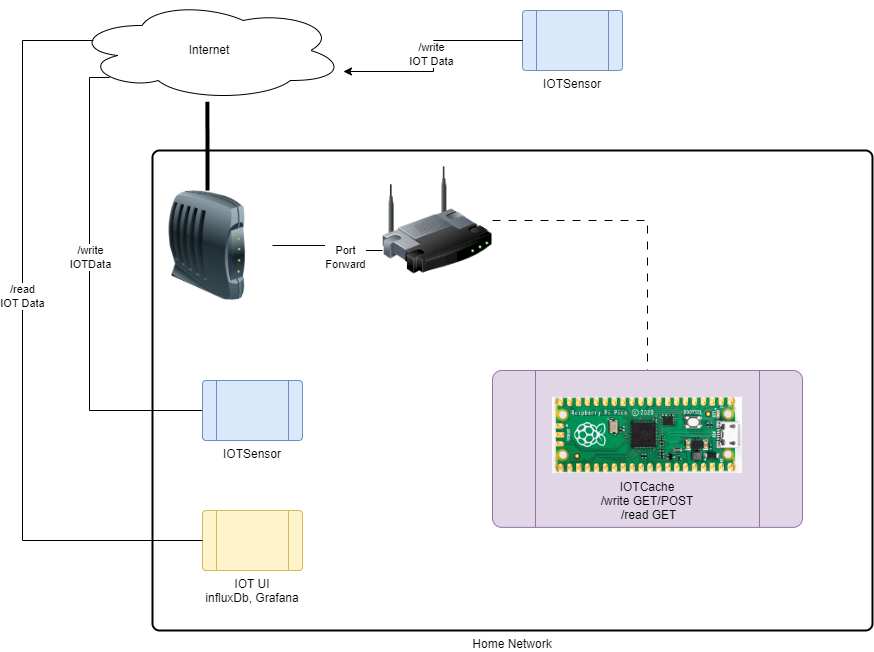 Internet
/write
IOT Data
IOTSensor
/write
IOTData
Port
Forward
/read
IOT Data
Raspberry Pi Pico ©2020
BOOTSEL
IOTSensor
IOTCache
/write GET/POST
/read GET
IOT UI
influxDb, Grafana
Home Network